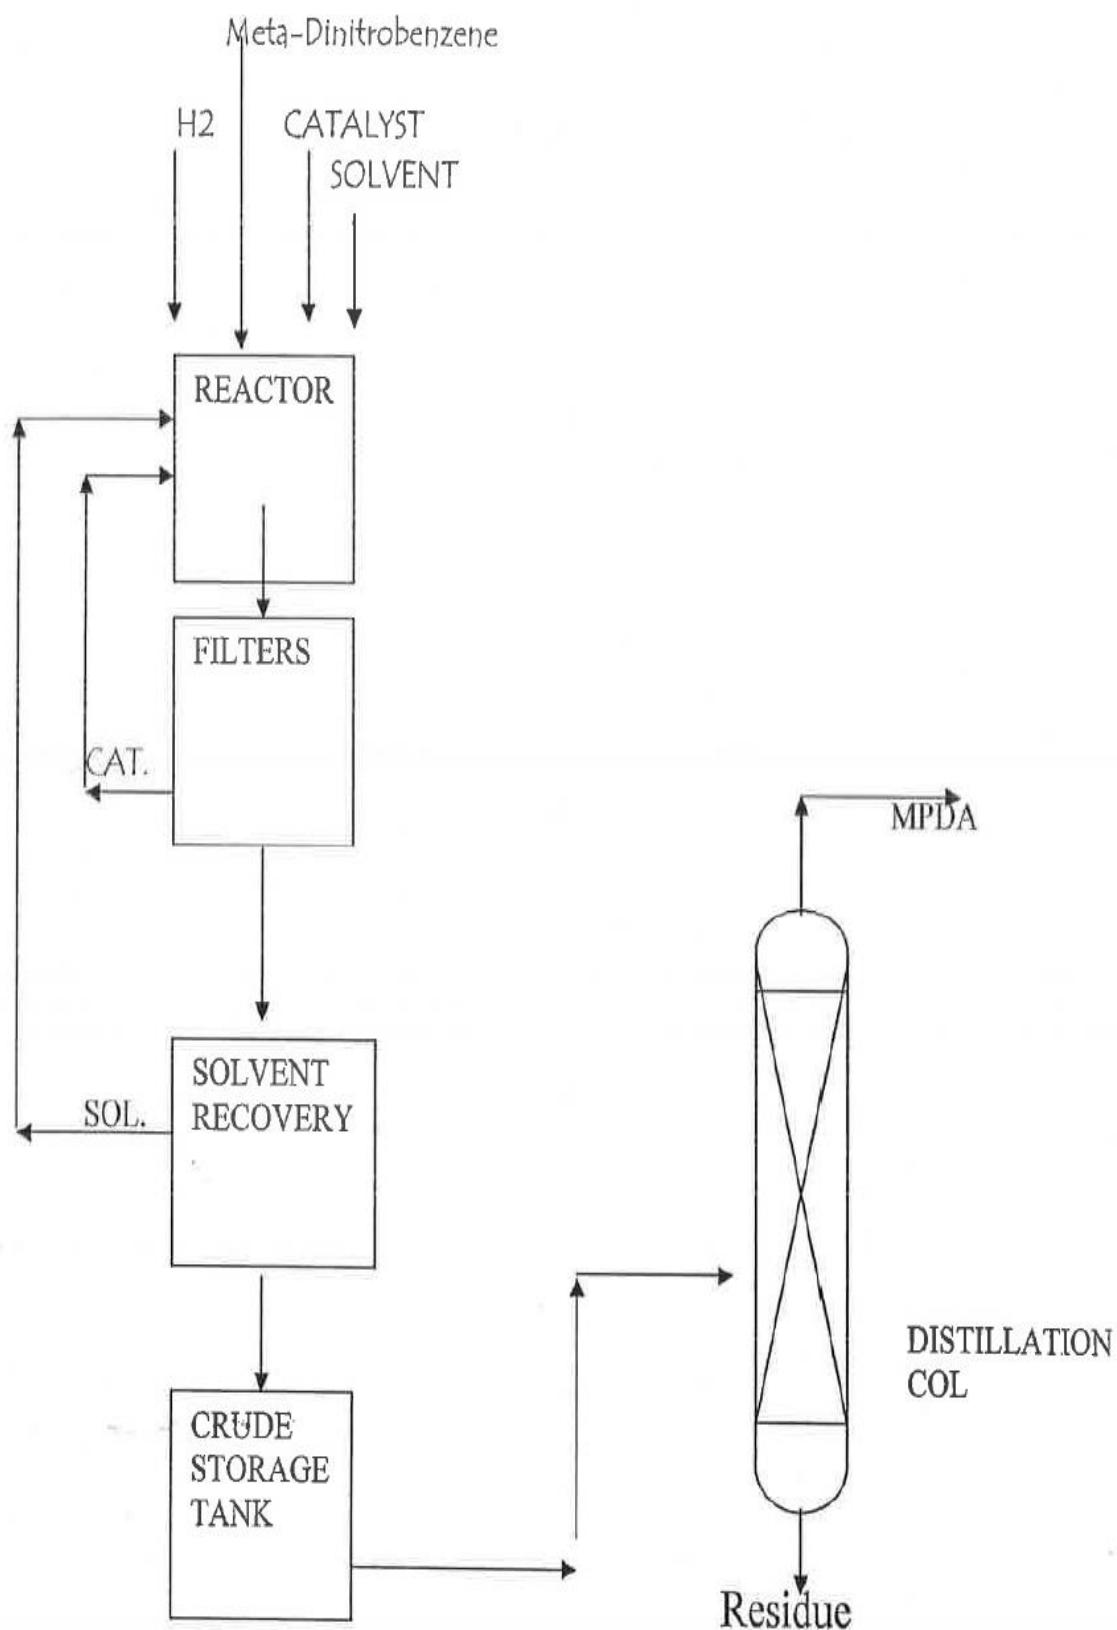 Meta-Dinitrobenzene
H2
CATALYST
SOLVENT
REACTOR
FILTERS
CAT.
MPDA
SOLVENT
RECOVERY
SOL.
DISTILLATION
COL
CRUDE
STORAGE
TANK
Residue